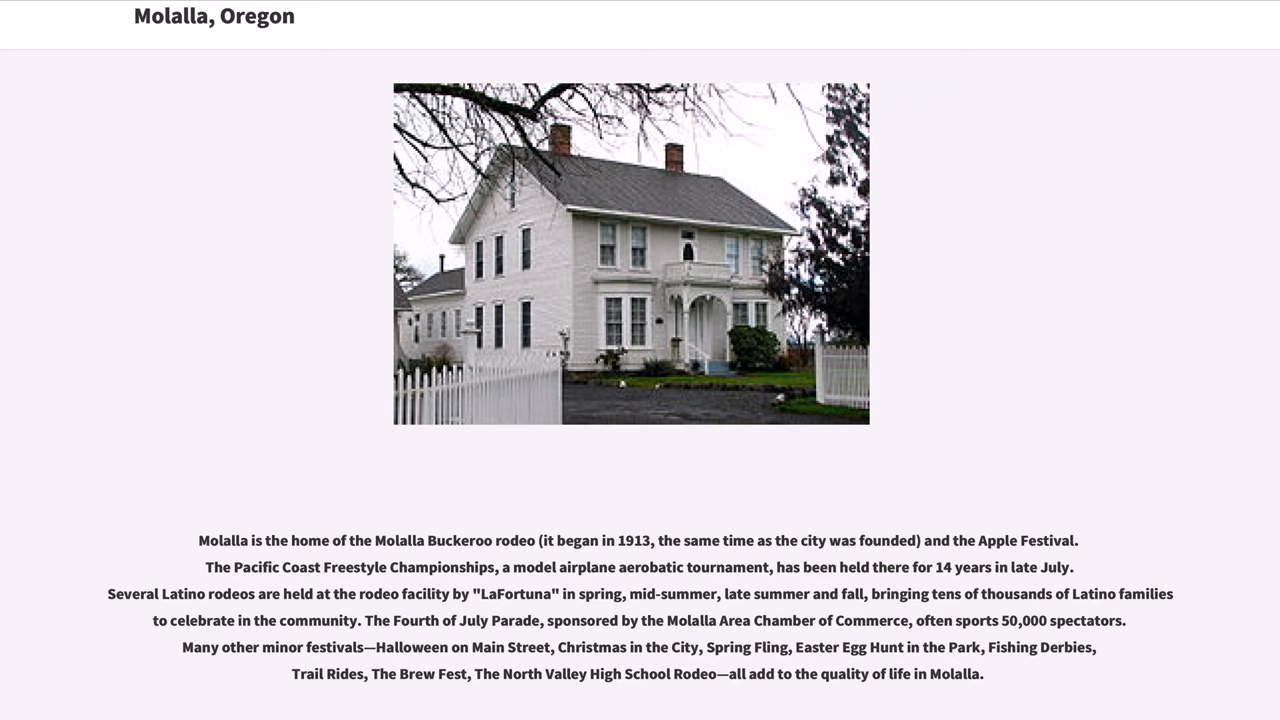 Molalla, Oregon
Molalla is the home of the Molalla Buckeroo rodeo (it began in 1913, the same time as the city was founded) and the Apple Festival.
The Pacific Coast Freestyle Championships, a model airplane aerobatic tournament, has been held there for 14 years in late July.
Several Latino rodeos are held at the rodeo facility by "LaFortuna" in spring, mid-summer, late summer and fall, bringing tens of thousands of Latino families
to celebrate in the community. The Fourth of July Parade, sponsored by the Molalla Area Chamber of Commerce, often sports 50,000 spectators.
Many other minor festivals—Halloween on Main Street, Christmas in the City, Spring Fling, Easter Egg Hunt in the Park, Fishing Derbies,
Trail Rides, The Brew Fest, The North Valley High School Rodeo—all add to the quality of life in Molalla.